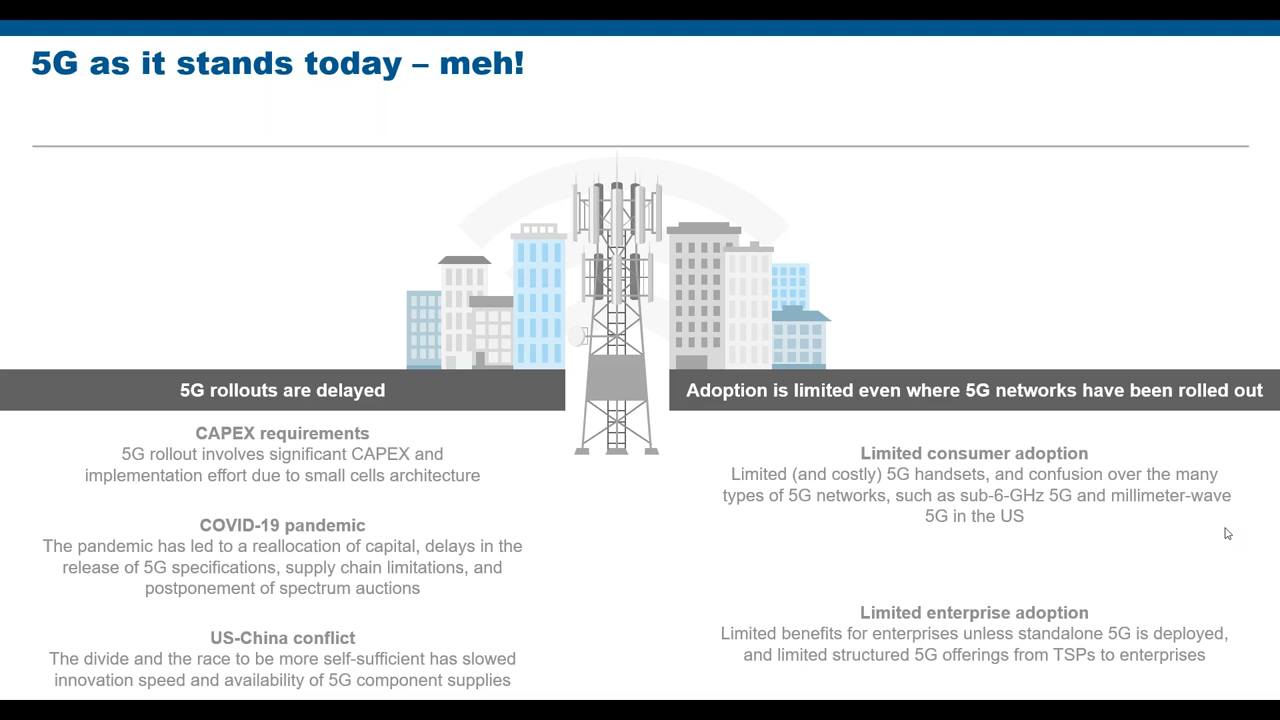 5G as it stands today – meh!
5G rollouts are delayed
CAPEX requirements
5G rollout involves significant CAPEX and
implementation effort due to small cells architecture
COVID-19 pandemic
The pandemic has led to a reallocation of capital, delays in the
release of 5G specifications, supply chain limitations, and
postponement of spectrum auctions
US-China conflict
The divide and the race to be more self-sufficient has slowed
innovation speed and availability of 5G component supplies
Adoption is limited even where 5G networks have been rolled out
Limited consumer adoption
Limited (and costly) 5G handsets, and confusion over the many
types of 5G networks, such as sub-6-GHz 5G and millimeter-wave
5G in the US
Limited enterprise adoption
Limited benefits for enterprises unless standalone 5G is deployed,
and limited structured 5G offerings from TSPs to enterprises